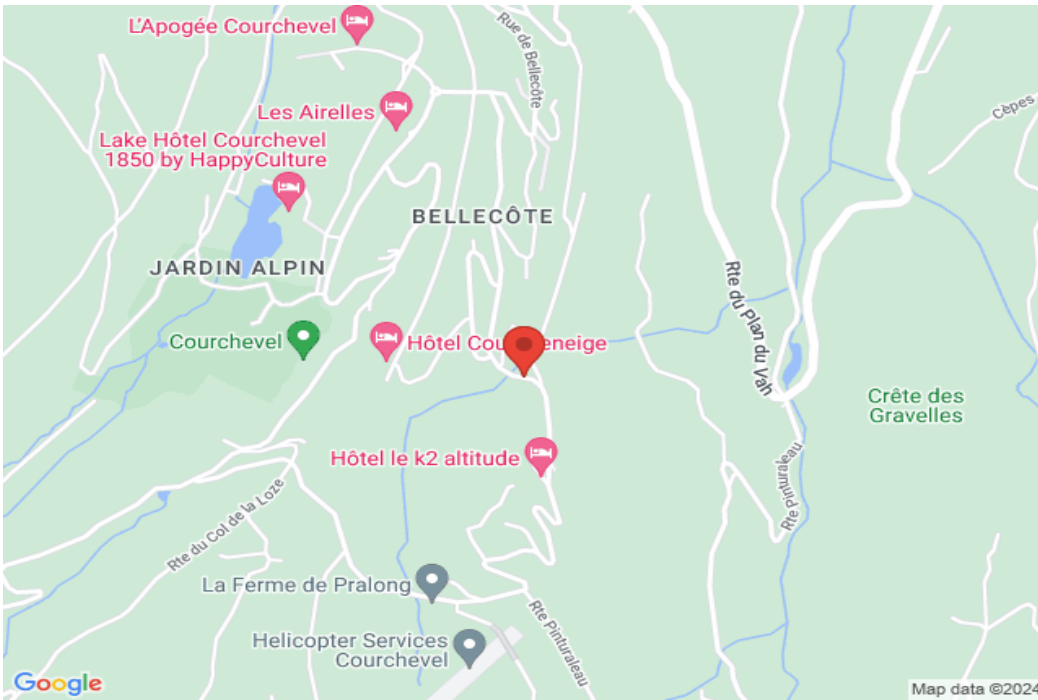 L'Apogée Courchevel
Rue de Bellecôte
Les Airelles
Cèpes
Lake Hôtel Courchevel
1850 by HappyCulture
BELLECÔTE
JARDIN ALPIN
Rte du Plan du Vah
Courchevel
Hôtel
Crête des
Gravelles
Hôtel le k2 altitude
Rte pinturaleau
Rte du Col de la Loze
La Ferme de Pralong
Rte Pinturaleau
Helicopter Services
Courchevel
Google
Map data ©2024